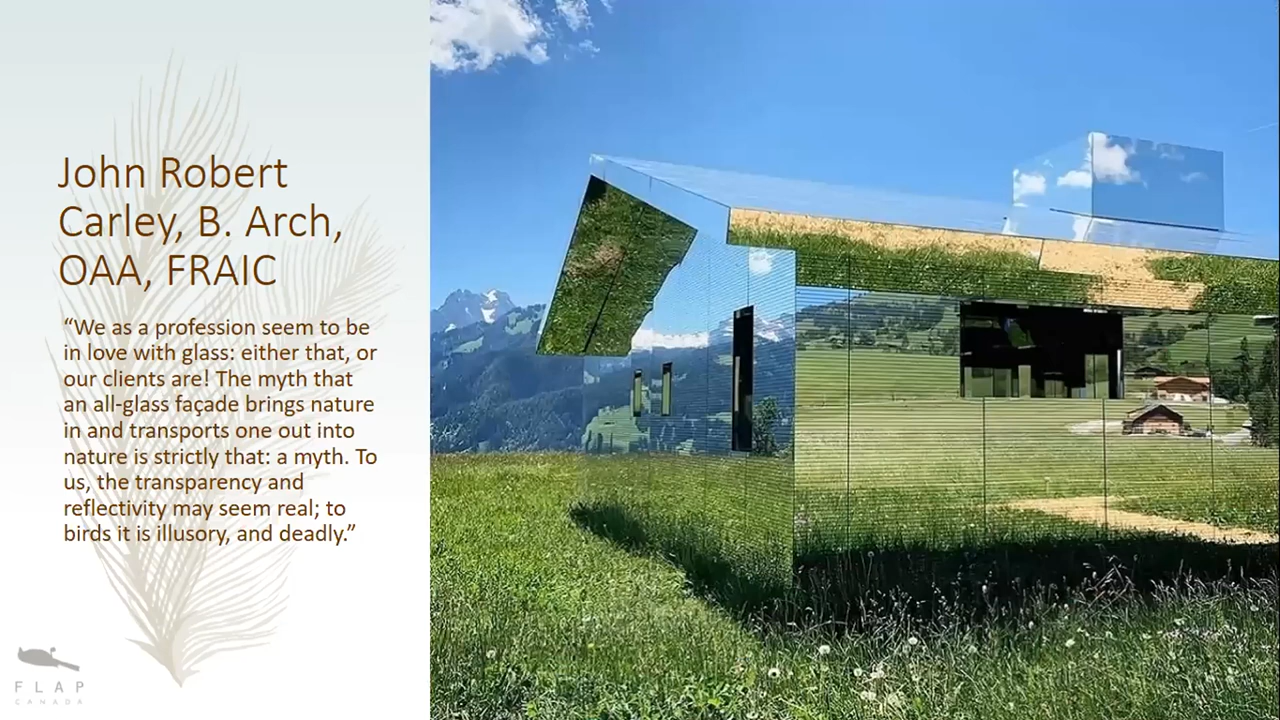 John Robert
Carley, B. Arch,
OAA, FRAIC
“We as a profession seem to be
in love with glass: either that, or
our clients are! The myth that
an all-glass façade brings nature
in and transports one out into
nature is strictly that: a myth. To
us, the transparency and
reflectivity may seem real; to
birds it is illusory, and deadly.”
FLAP
CANADA